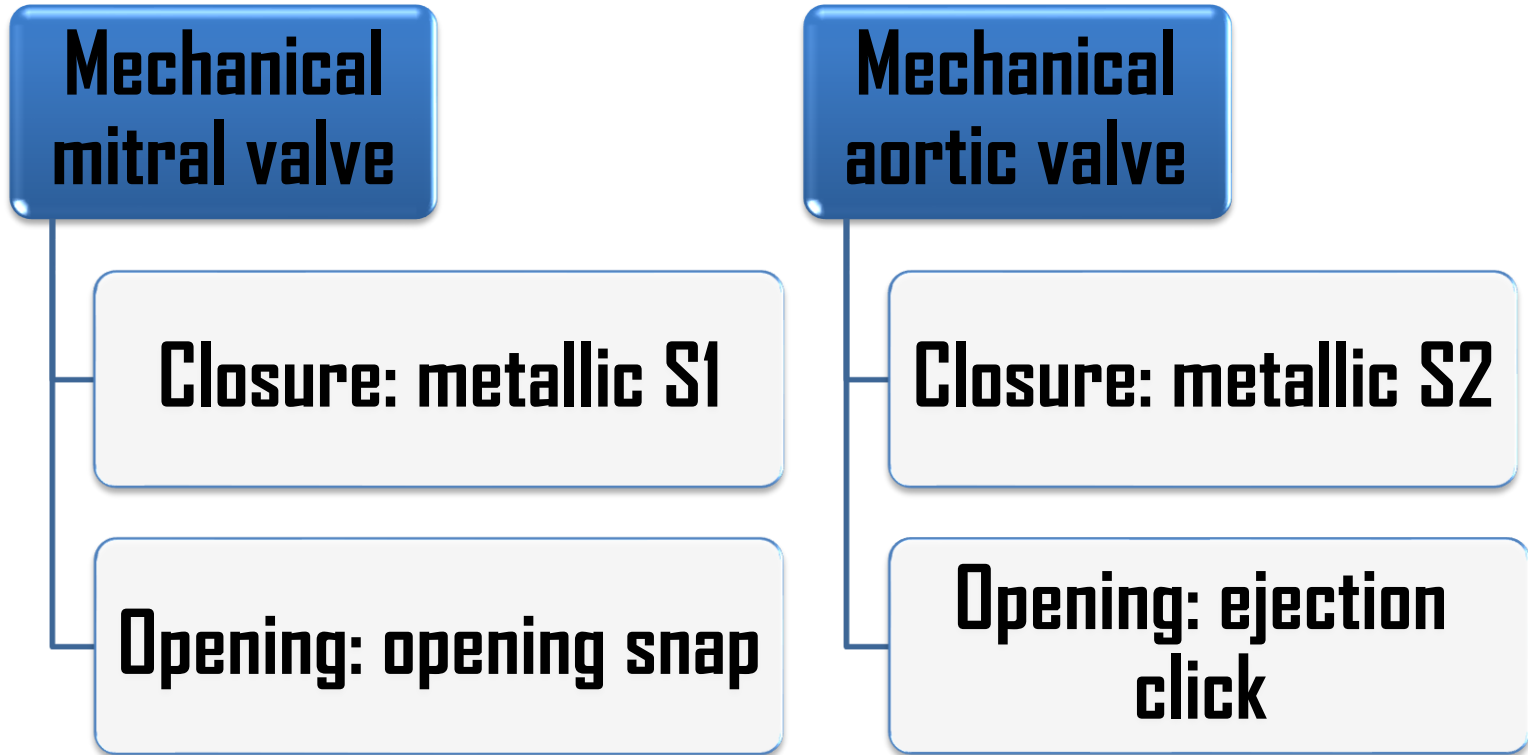 Mechanical
mitral valve
Closure: metallic S1
Opening: opening snap
Mechanical
aortic valve
Closure: metallic S2
Opening: ejection
click